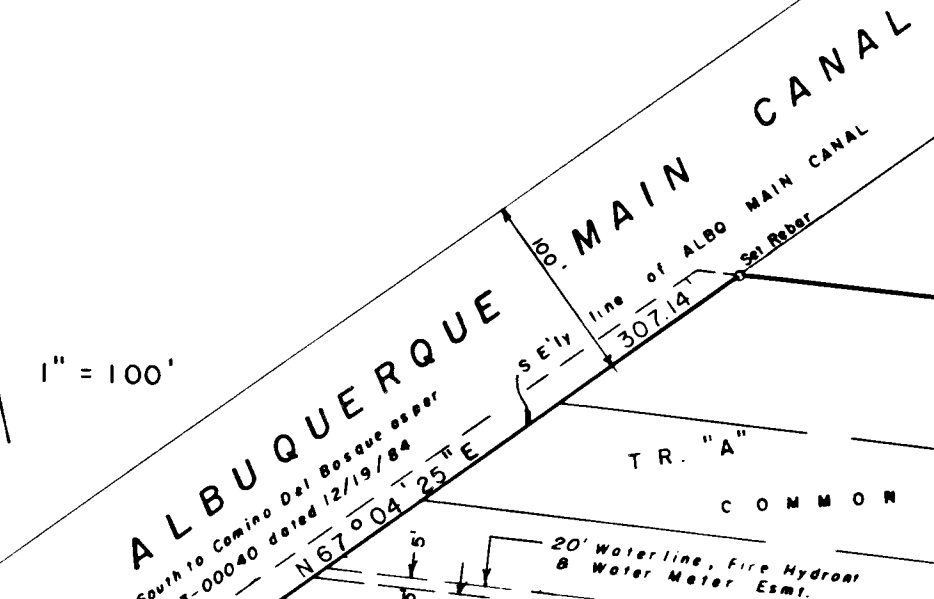 ALBUQUERQUE MAIN CANAL
100'
S E'ly line of ALBQ MAIN CANAL
Set Rebar
307.14'
1" = 100'
South to Camino Del Bosque as per
-00040 dated 12/19/84
N 67° 04' 25" E
TR. "A"
COMMON
5'
5'
20' Waterline, Fire Hydrant
& Water Meter Esmt.